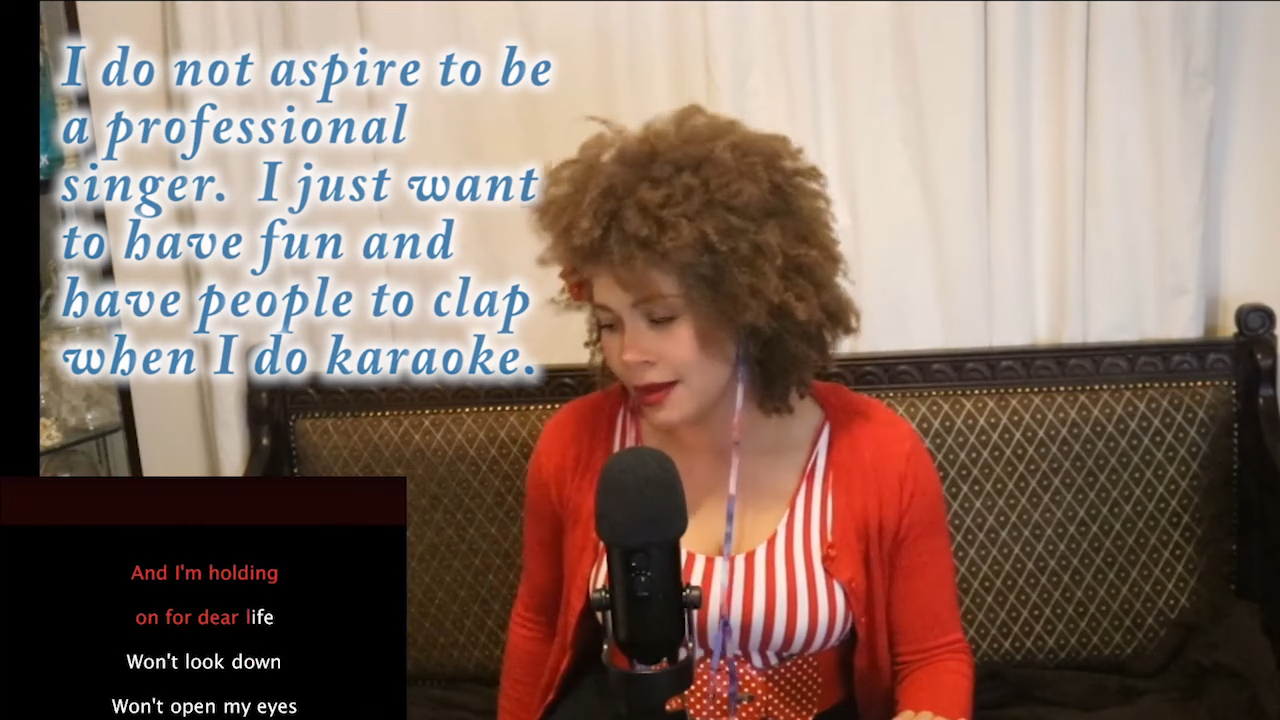 I do not aspire to be
a professional
singer.  I just want
to have fun and
have people to clap
when I do karaoke.
And I'm holding
on for dear life
Won't look down
Won't open my eyes